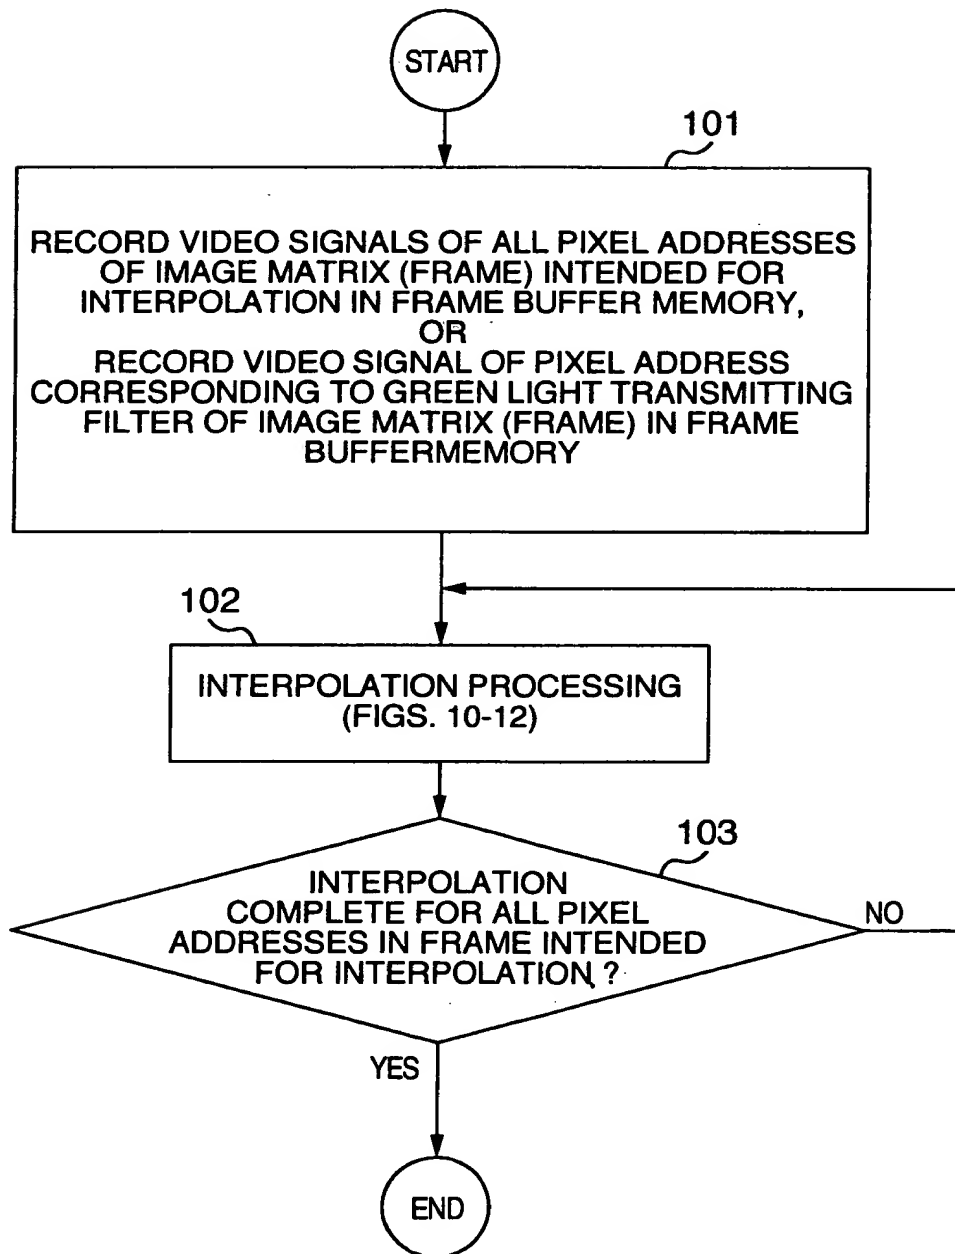 START
101
RECORD VIDEO SIGNALS OF ALL PIXEL ADDRESSES
OF IMAGE MATRIX (FRAME) INTENDED FOR
INTERPOLATION IN FRAME BUFFER MEMORY,
OR
RECORD VIDEO SIGNAL OF PIXEL ADDRESS
CORRESPONDING TO GREEN LIGHT TRANSMITTING
FILTER OF IMAGE MATRIX (FRAME) IN FRAME
BUFFERMEMORY
102
INTERPOLATION PROCESSING
(FIGS. 10-12)
103
INTERPOLATION
COMPLETE FOR ALL PIXEL
ADDRESSES IN FRAME INTENDED
FOR INTERPOLATION ?
NO
YES
END